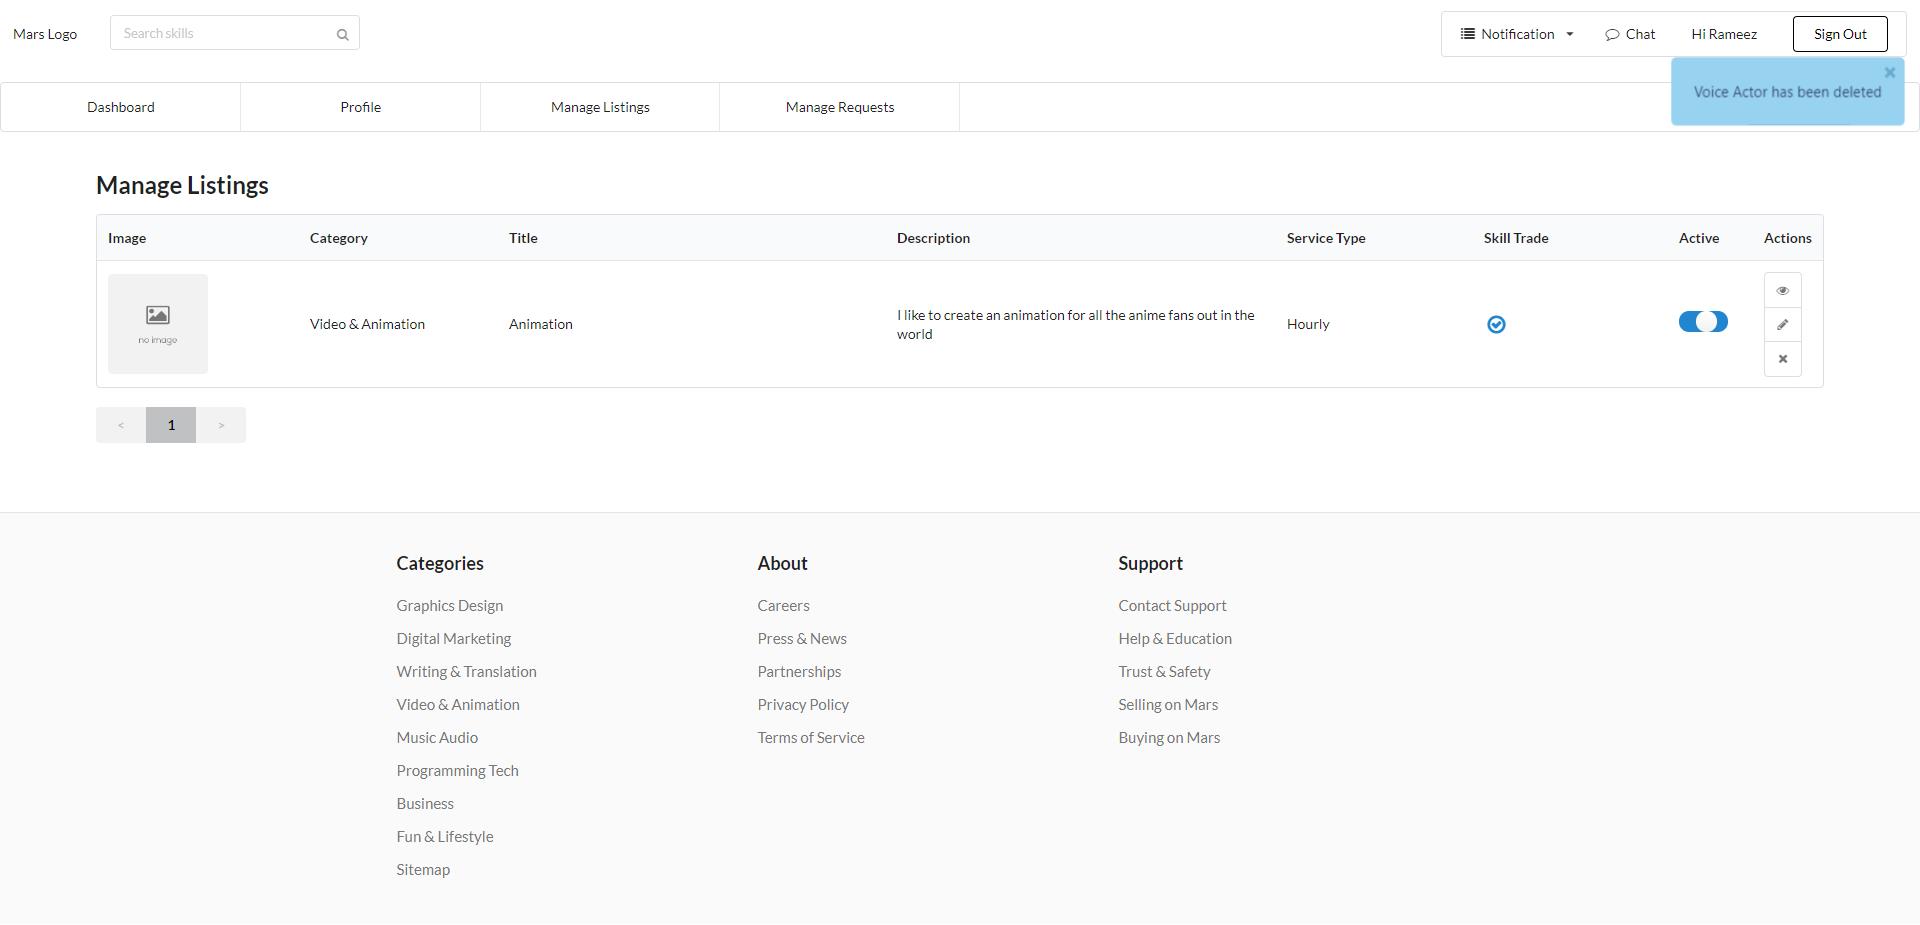 Mars Logo
Search skills
Notification
Chat
Hi Rameez
Sign Out
Voice Actor has been deleted
Dashboard
Profile
Manage Listings
Manage Requests
Manage Listings
Image Category Title Description Service Type Skill Trade Active Actions
no image
Video & Animation
Animation
I like to create an animation for all the anime fans out in the
world
Hourly
< 1 >
Categories
Graphics Design
Digital Marketing
Writing & Translation
Video & Animation
Music Audio
Programming Tech
Business
Fun & Lifestyle
Sitemap
About
Careers
Press & News
Partnerships
Privacy Policy
Terms of Service
Support
Contact Support
Help & Education
Trust & Safety
Selling on Mars
Buying on Mars